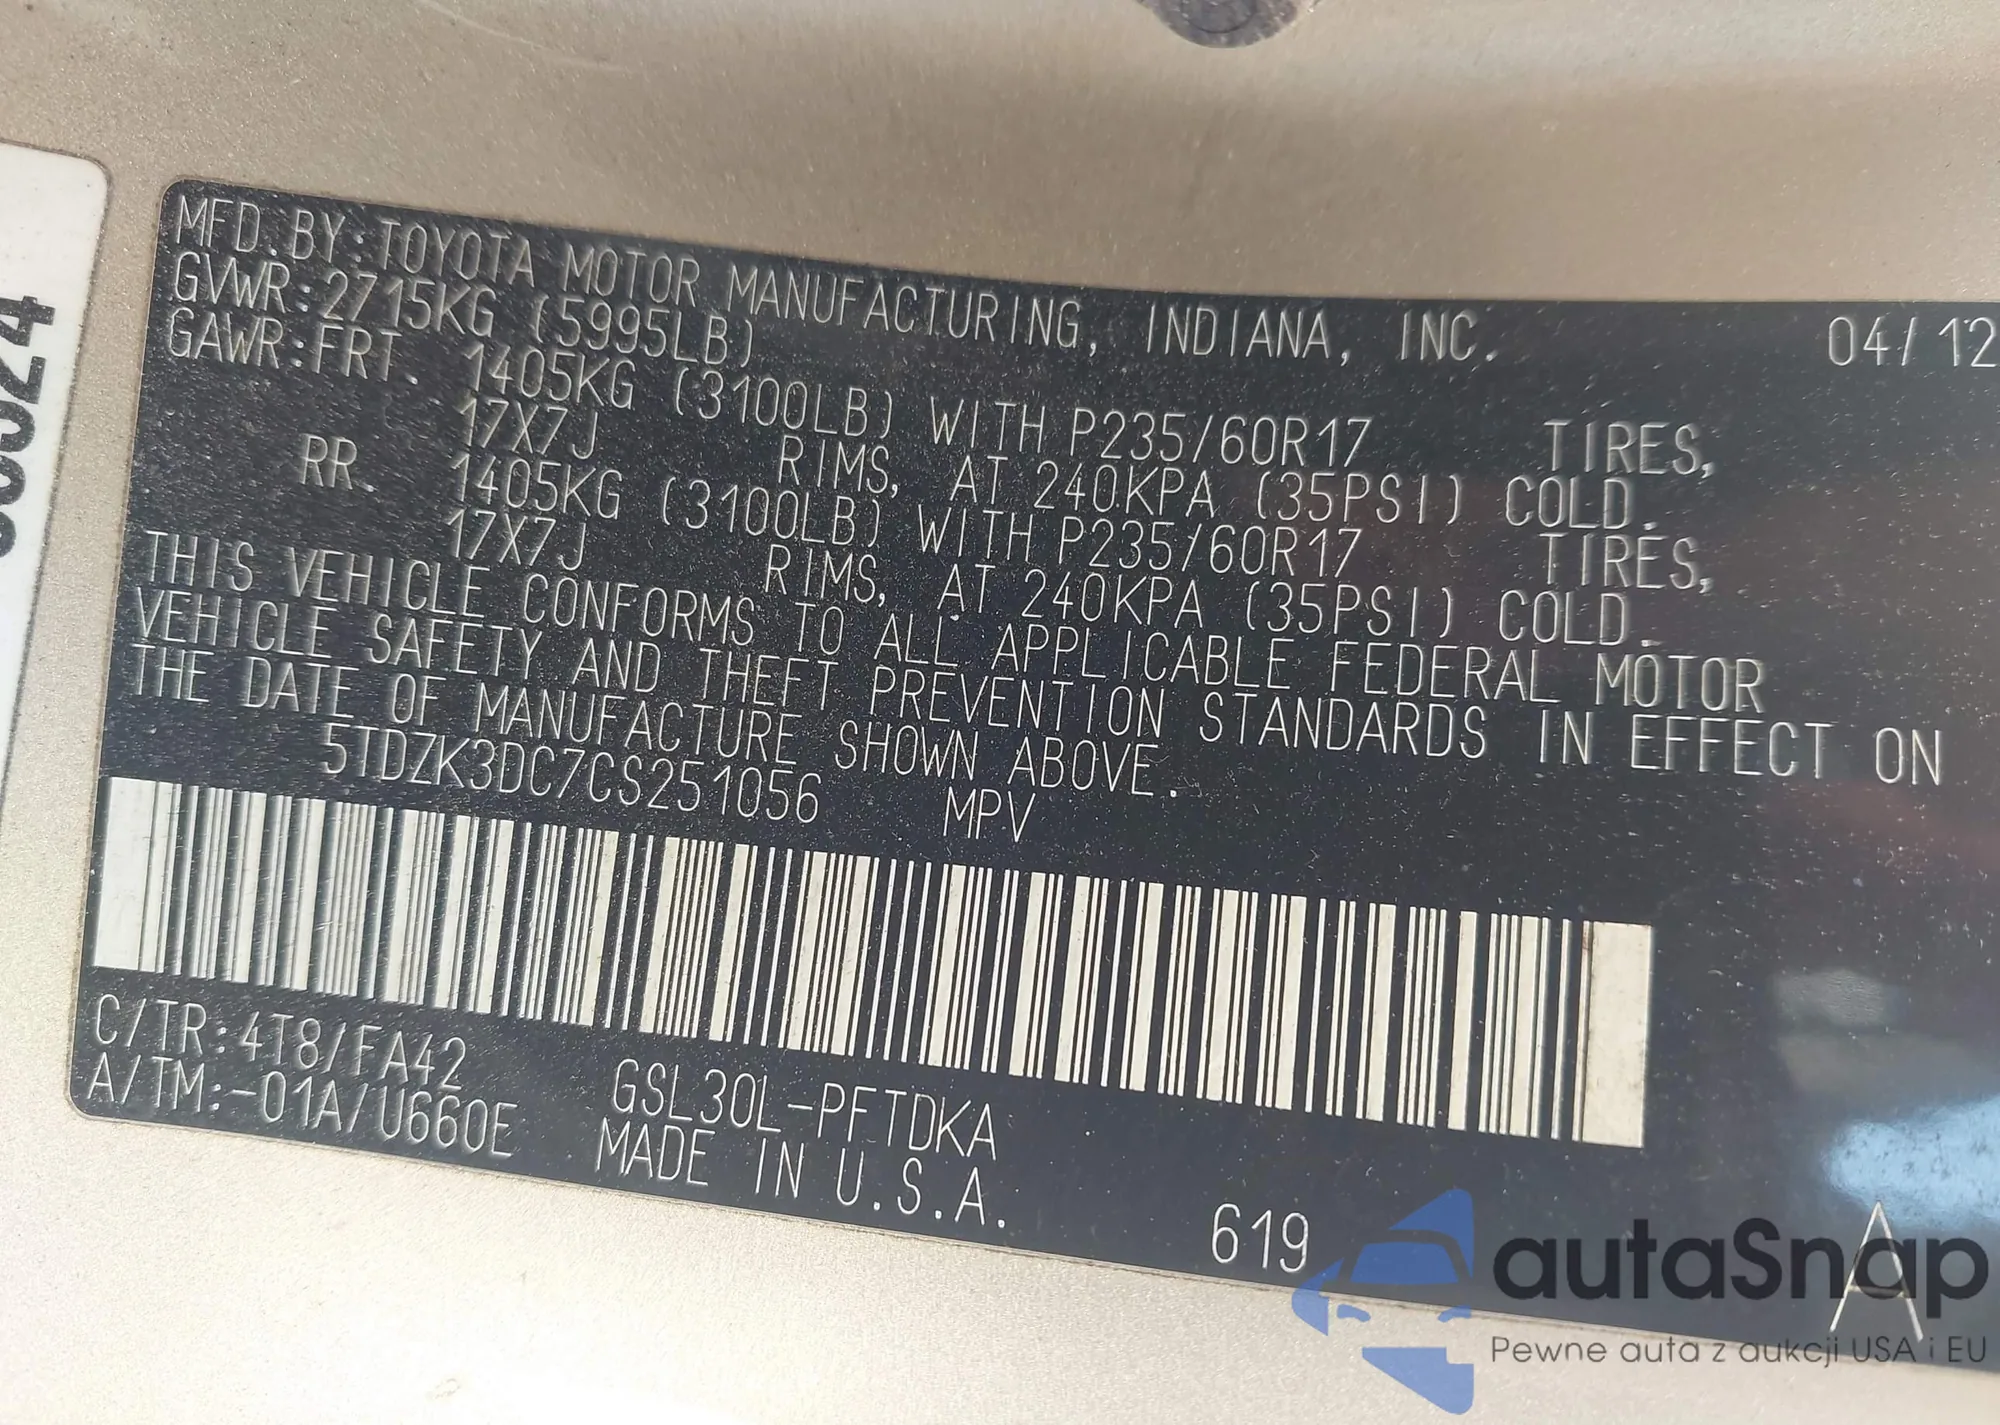 MFD. BY: TOYOTA MOTOR MANUFACTURING, INDIANA, INC. 04/12
GVWR: 2715KG (5995LB)
GAWR: FRT. 1405KG (3100LB) WITH P235/60R17 TIRES,
17X7J RIMS, AT 240KPA (35PSI) COLD.
RR. 1405KG (3100LB) WITH P235/60R17 TIRES,
17X7J RIMS, AT 240KPA (35PSI) COLD.
THIS VEHICLE CONFORMS TO ALL APPLICABLE FEDERAL MOTOR
VEHICLE SAFETY AND THEFT PREVENTION STANDARDS IN EFFECT ON
THE DATE OF MANUFACTURE SHOWN ABOVE.
5TDZK3DC7CS251056 MPV
C/TR: 4T8/FA42
A/TM: -01A/U660E
GSL30L-PFTDKA
MADE IN U.S.A.
619
A
autaSnap
Pewne auta z aukcji USA i EU